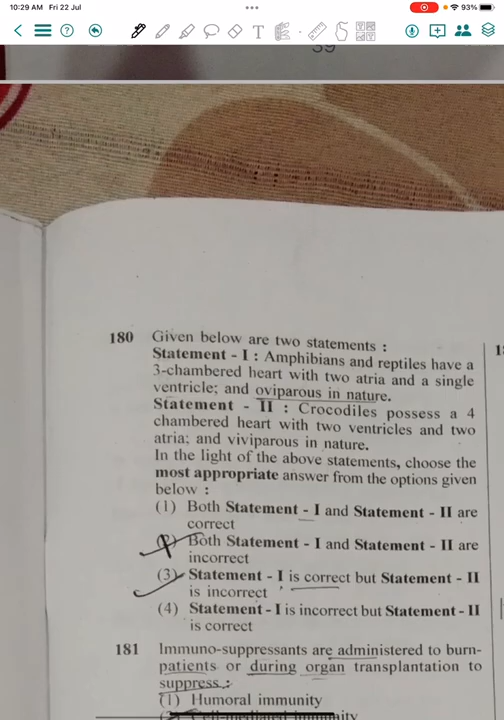 10:29 AM Fri 22 Jul
93%
T
39
180 Given below are two statements :
Statement - I : Amphibians and reptiles have a
3-chambered heart with two atria and a single
ventricle; and oviparous in nature.
Statement - II : Crocodiles possess a 4
chambered heart with two ventricles and two
atria; and viviparous in nature.
In the light of the above statements, choose the
most appropriate answer from the options given
below :
(1) Both Statement - I and Statement - II are
correct
(2) Both Statement - I and Statement - II are
incorrect
(3) Statement - I is correct but Statement - II
is incorrect
(4) Statement - I is incorrect but Statement - II
is correct
181 Immuno-suppressants are administered to burn-
patients or during organ transplantation to
suppress :
(1) Humoral immunity
Cell-mediated immunity